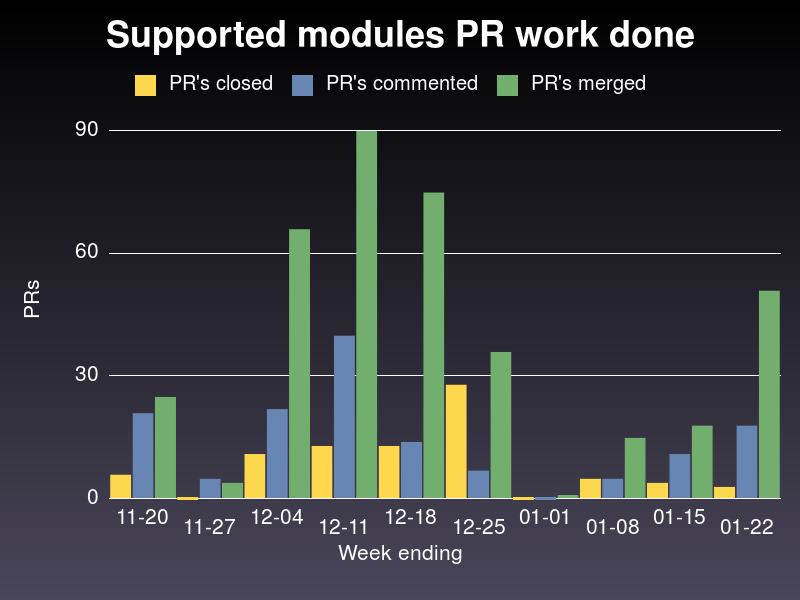 Supported modules PR work done
PR's closed PR's commented PR's merged
90
60
30
0
PRs
11-20 11-27 12-04 12-11 12-18 12-25 01-01 01-08 01-15 01-22
Week ending